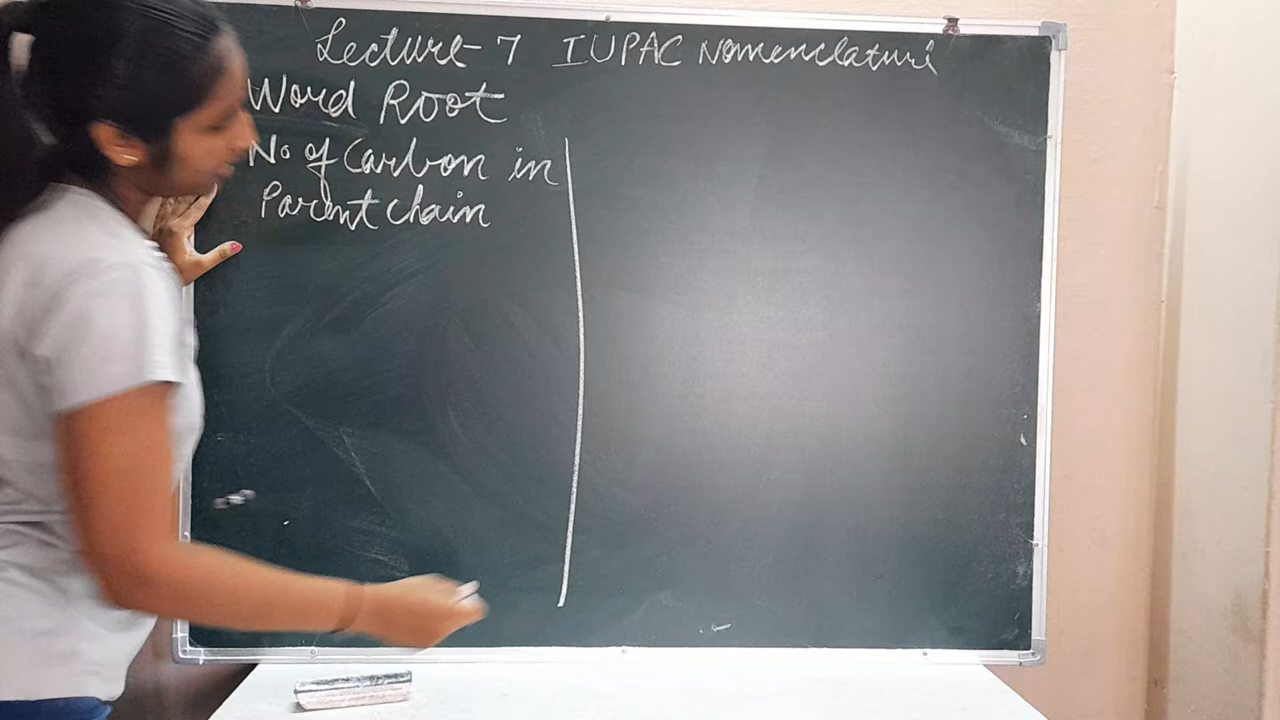 Lecture-7 IUPAC Nomenclature
Word Root
No of Carbon in
Parent chain